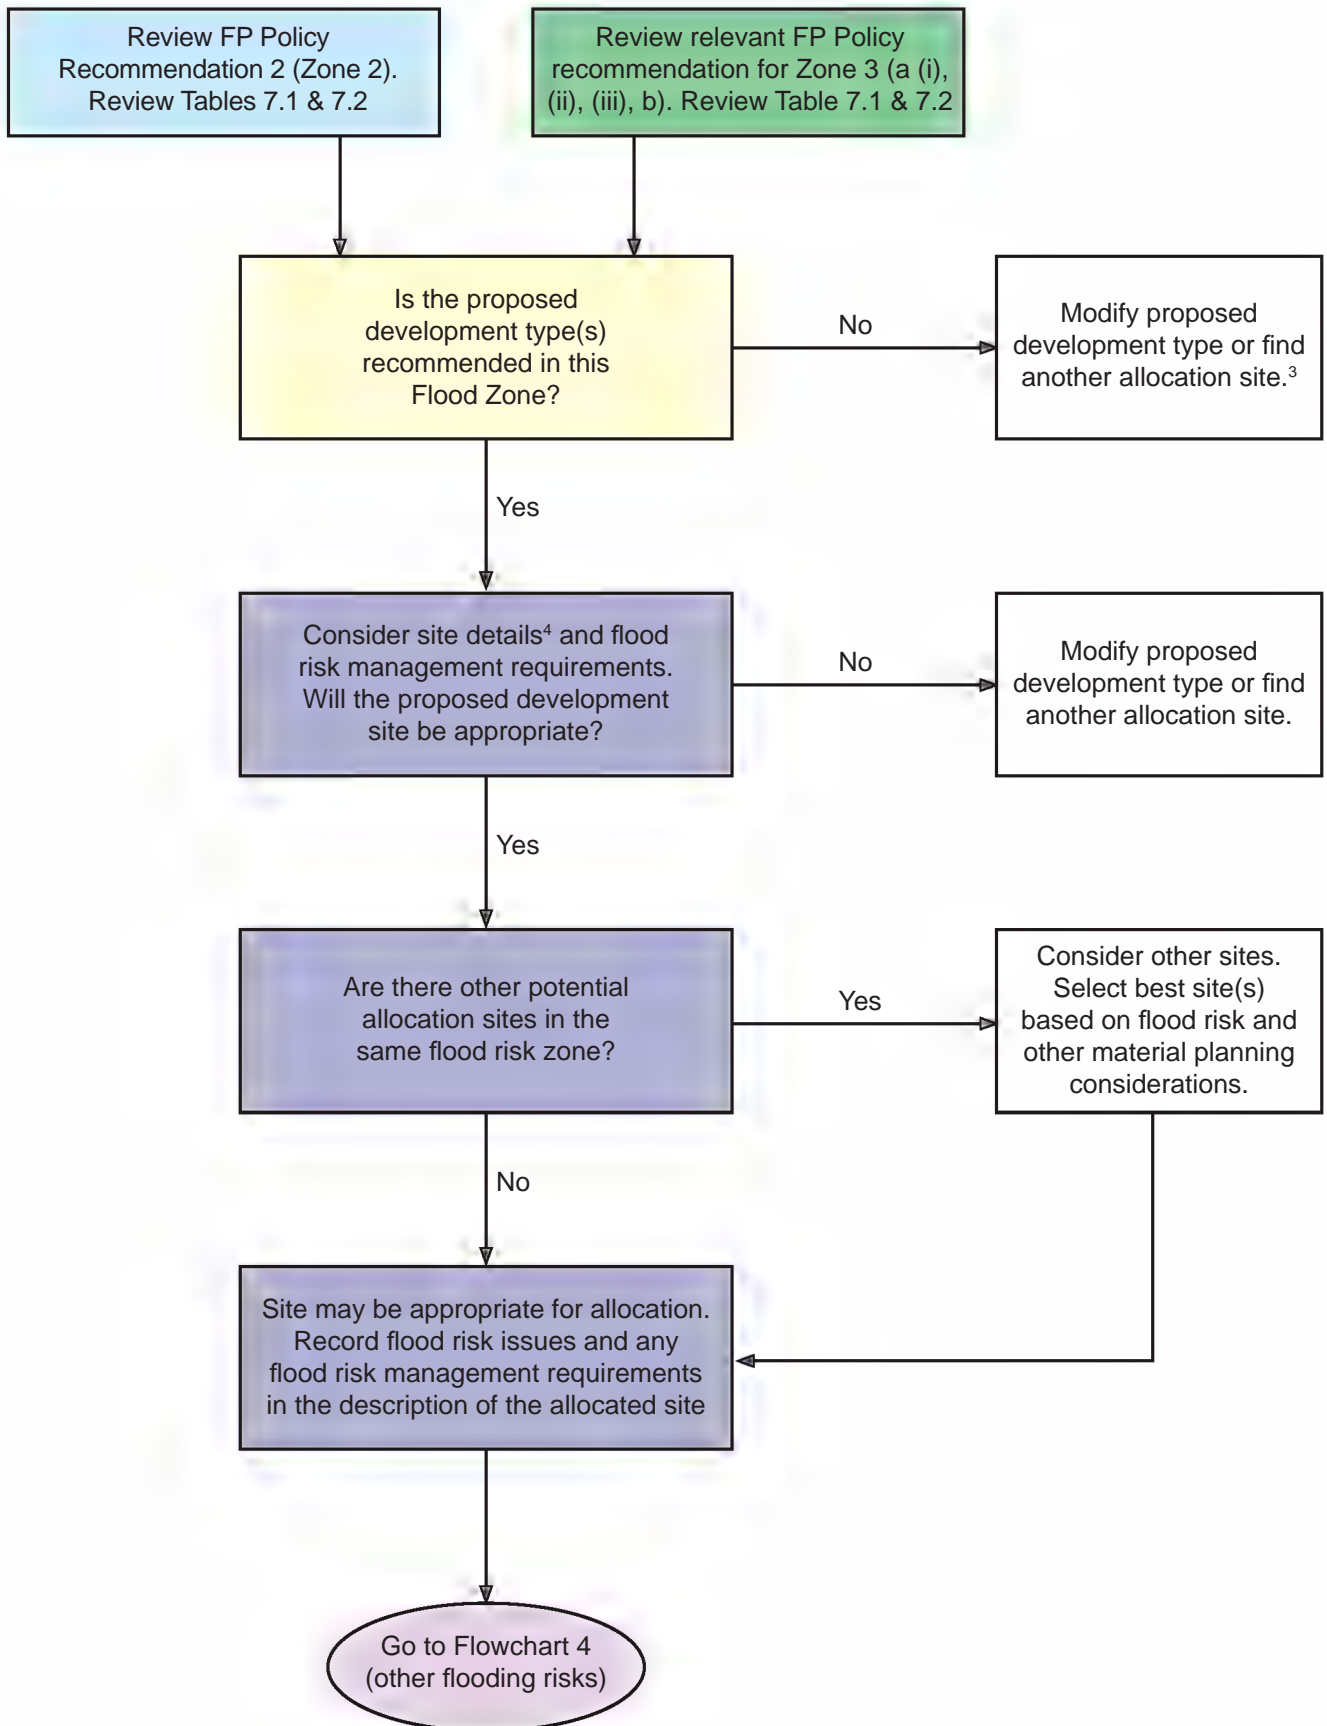 Review FP Policy
Recommendation 2 (Zone 2).
Review Tables 7.1 & 7.2
Review relevant FP Policy
recommendation for Zone 3 (a (i),
(ii), (iii), b). Review Table 7.1 & 7.2
Is the proposed
development type(s)
recommended in this
Flood Zone?
No
Modify proposed
development type or find
another allocation site.³
Yes
Consider site details⁴ and flood
risk management requirements.
Will the proposed development
site be appropriate?
No
Modify proposed
development type or find
another allocation site.
Yes
Are there other potential
allocation sites in the
same flood risk zone?
Yes
Consider other sites.
Select best site(s)
based on flood risk and
other material planning
considerations.
No
Site may be appropriate for allocation.
Record flood risk issues and any
flood risk management requirements
in the description of the allocated site
Go to Flowchart 4
(other flooding risks)